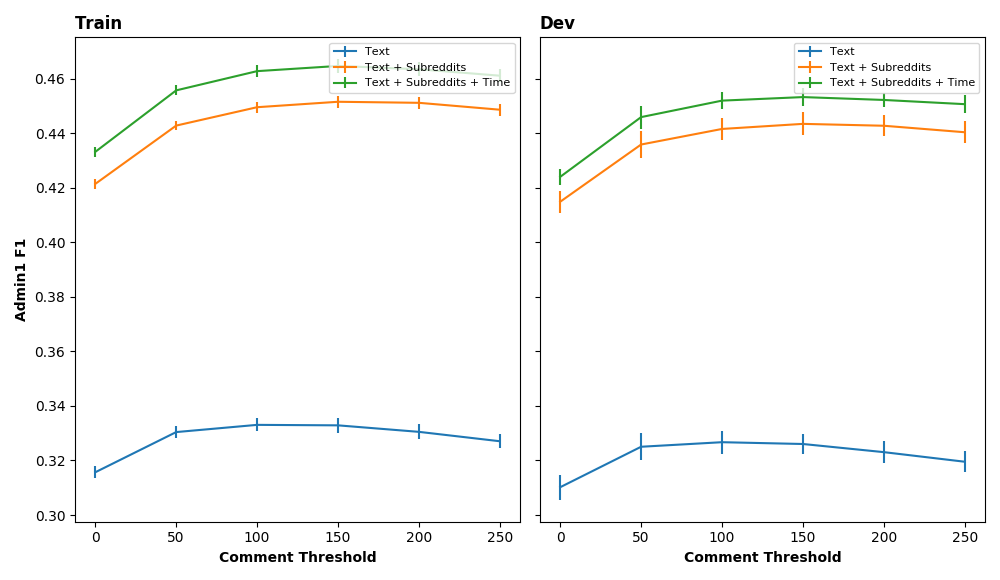 Train
Dev
Text
Text + Subreddits
Text + Subreddits + Time
Text
Text + Subreddits
Text + Subreddits + Time
0.46
0.44
0.42
0.40
0.38
0.36
0.34
0.32
0.30
Admin1 F1
0 50 100 150 200 250
0 50 100 150 200 250
Comment Threshold
Comment Threshold